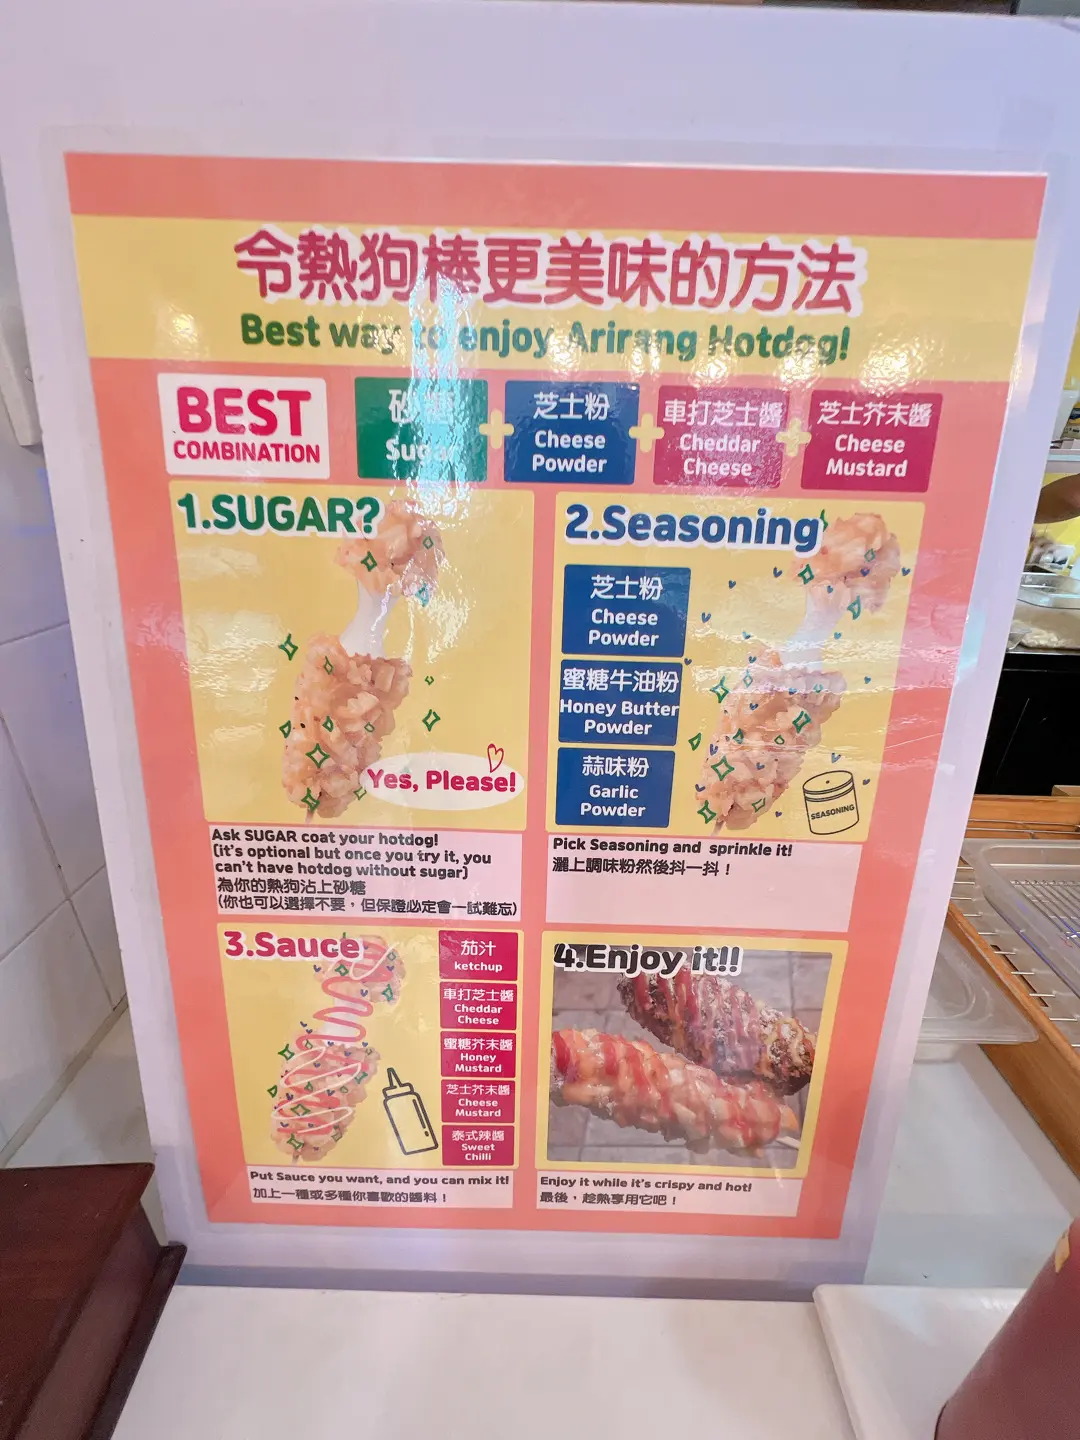 令熱狗棒更美味的方法
Best way to enjoy Arirang Hotdog!
BEST
COMBINATION
砂糖
Sugar
+
芝士粉
Cheese
Powder
+
車打芝士醬
Cheddar
Cheese
+
芝士芥末醬
Cheese
Mustard
1.SUGAR?
Yes, Please!
Ask SUGAR coat your hotdog!
(it's optional but once you try it, you
can't have hotdog without sugar)
為你的熱狗沾上砂糖
(你也可以選擇不要，但保證必定會一試難忘)
2.Seasoning
芝士粉
Cheese
Powder
蜜糖牛油粉
Honey Butter
Powder
蒜味粉
Garlic
Powder
SEASONING
Pick Seasoning and sprinkle it!
灑上調味粉然後抖一抖！
3.Sauce
茄汁
ketchup
車打芝士醬
Cheddar
Cheese
蜜糖芥末醬
Honey
Mustard
芝士芥末醬
Cheese
Mustard
泰式辣醬
Sweet
Chilli
Put Sauce you want, and you can mix it!
加上一種或多種你喜歡的醬料！
4.Enjoy it!!
Enjoy it while it's crispy and hot!
最後，趁熱享用它吧！